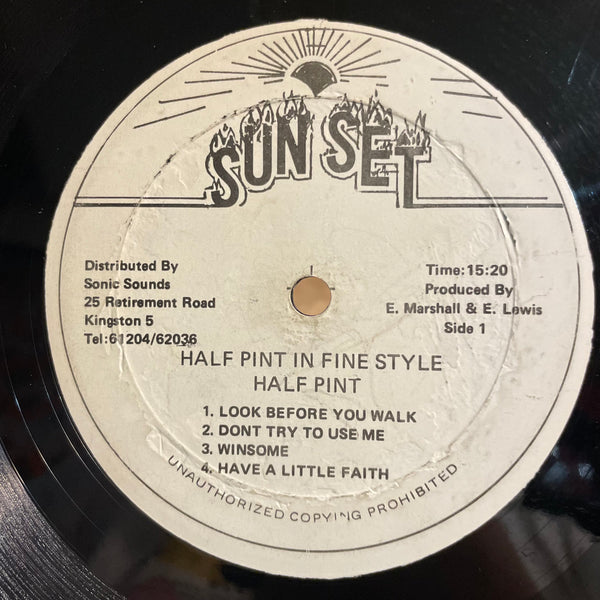 SUN SET
Distributed By
Sonic Sounds
25 Retirement Road
Kingston 5
Tel:61204/62036
Time:15:20
Produced By
E. Marshall & E. Lewis
Side 1
HALF PINT IN FINE STYLE
HALF PINT
1. LOOK BEFORE YOU WALK
2. DONT TRY TO USE ME
3. WINSOME
4. HAVE A LITTLE FAITH
UNAUTHORIZED COPYING PROHIBITED